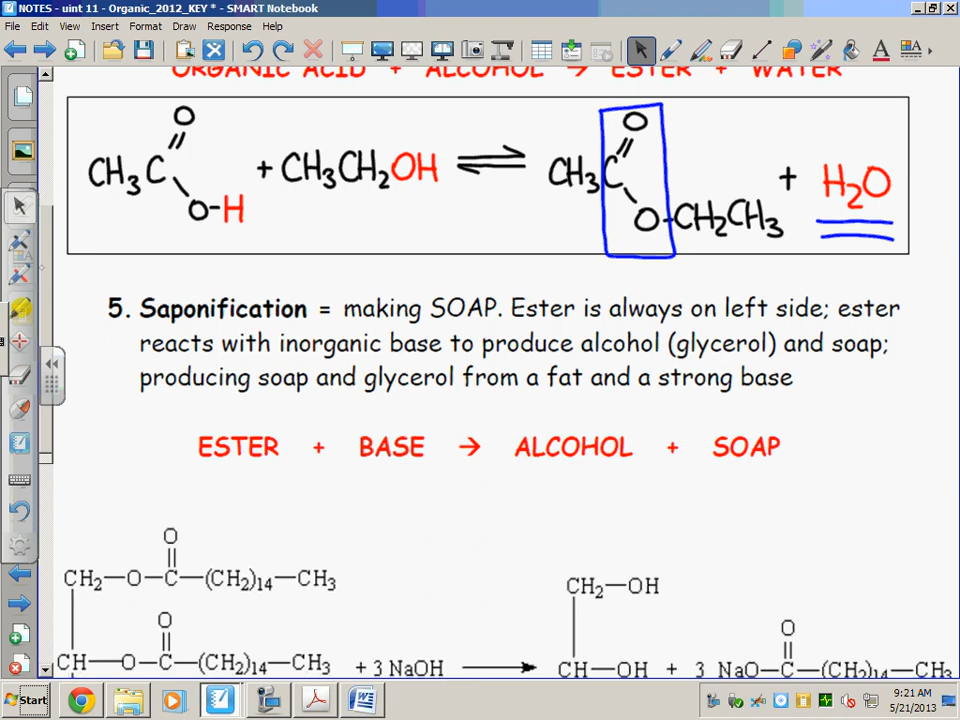 NOTES - uint 11 - Organic_2012_KEY * - SMART Notebook
File Edit View Insert Format Draw Response Help
ORGANIC ACID + ALCOHOL → ESTER + WATER
O O
CH3C + CH3CH2OH ⇌ CH3C + H2O
O-H O-CH2CH3
5. Saponification = making SOAP. Ester is always on left side; ester
reacts with inorganic base to produce alcohol (glycerol) and soap;
producing soap and glycerol from a fat and a strong base
ESTER + BASE → ALCOHOL + SOAP
O
CH2—O—C—(CH2)14—CH3
CH2—OH
O O
CH—O—C—(CH2)14—CH3 + 3 NaOH → CH—OH + 3 NaO—C—(CH2)14—CH3
Start
9:21 AM
5/21/2013